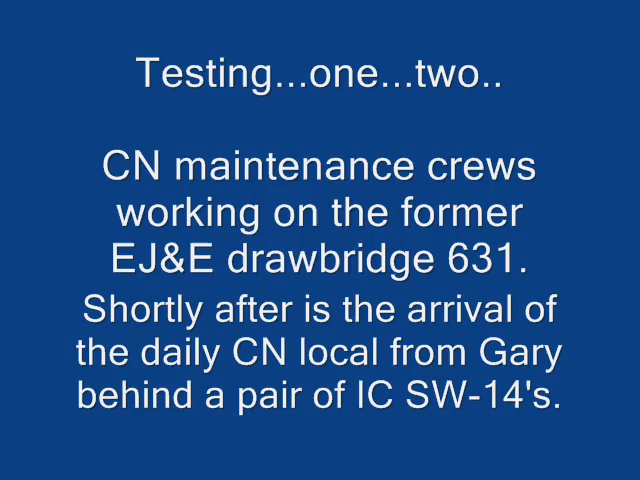 Testing...one...two..
CN maintenance crews
working on the former
EJ&E drawbridge 631.
Shortly after is the arrival of
the daily CN local from Gary
behind a pair of IC SW-14's.